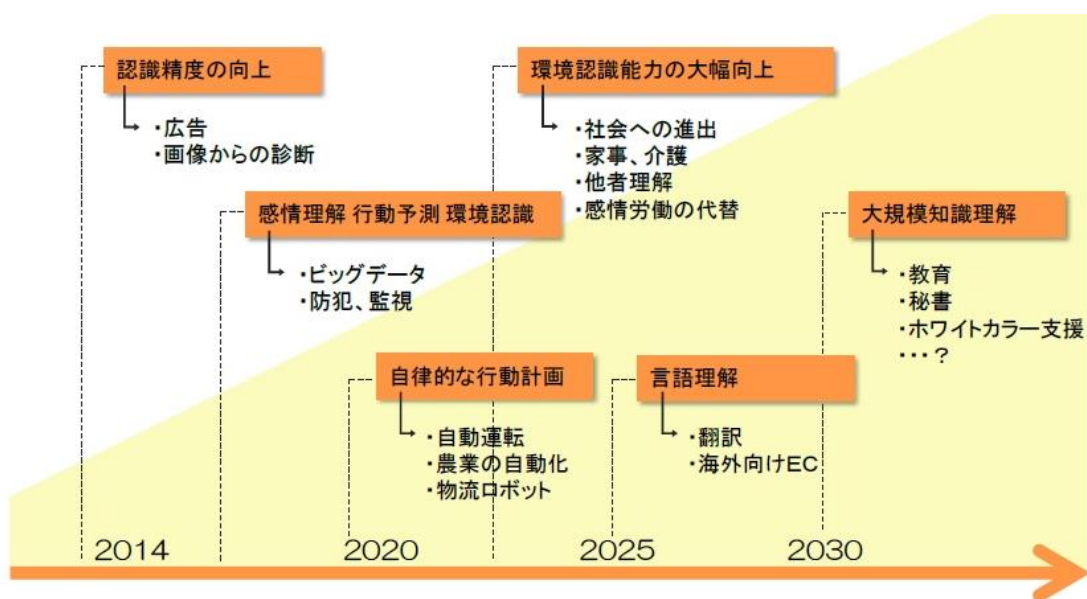 認識精度の向上
・広告
・画像からの診断
環境認識能力の大幅向上
・社会への進出
・家事、介護
・他者理解
・感情労働の代替
感情理解 行動予測 環境認識
・ビッグデータ
・防犯、監視
大規模知識理解
・教育
・秘書
・ホワイトカラー支援
・・・?
自律的な行動計画
・自動運転
・農業の自動化
・物流ロボット
言語理解
・翻訳
・海外向けEC
2014
2020
2025
2030